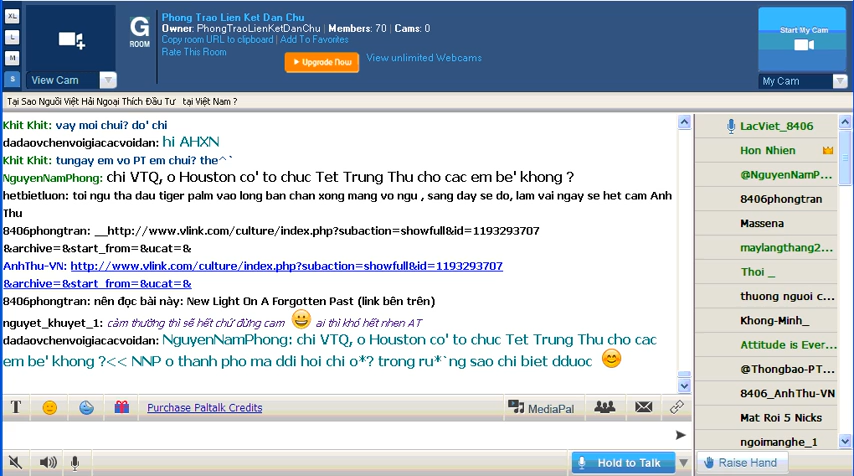 XL
L
M
S
View Cam
G
ROOM
Phong Trao Lien Ket Dan Chu
Owner: PhongTraoLienKetDanChu | Members: 70 | Cams: 0
Copy room URL to clipboard | Add To Favorites
Rate This Room
Upgrade Now
View unlimited Webcams
Start My Cam
My Cam
Tại Sao Người Việt Hải Ngoại Thích Đầu Tư tại Việt Nam ?
Khit Khit: vay moi chui? do' chi
dadaovchenvoigiacacvoidan: hi AHXN
Khit Khit: tungay em vo PT em chui? the^`
NguyenNamPhong: chi VTQ, o Houston co' to chuc Tet Trung Thu cho cac em be' khong ?
hetbietluon: toi ngu tha dau tiger palm vao long ban chan xong mang vo ngu , sang day se do, lam vai ngay se het cam Anh
Thu
8406phongtran: __http://www.vlink.com/culture/index.php?subaction=showfull&id=1193293707
&archive=&start_from=&ucat=&
AnhThu-VN: http://www.vlink.com/culture/index.php?subaction=showfull&id=1193293707
&archive=&start_from=&ucat=&
8406phongtran: nên đọc bài này: New Light On A Forgotten Past (link bên trên)
nguyet_khuyet_1: cảm thường thì sẽ hết chứ đừng cam ai thì khó hết nhen AT
dadaovchenvoigiacacvoidan: NguyenNamPhong: chi VTQ, o Houston co' to chuc Tet Trung Thu cho cac
em be' khong ?<< NNP o thanh pho ma ddi hoi chi o*? trong ru*`ng sao chi biet dduoc
LacViet_8406
Hon Nhien
@NguyenNamP...
8406phongtran
Massena
maylangthang2...
Thoi _
thuong nguoi c...
Khong-Minh_
Attitude is Ever...
@Thongbao-PT...
8406_AnhThu-VN
Mat Roi 5 Nicks
ngoimanghe_1
T
Purchase Paltalk Credits
MediaPal
Hold to Talk
Raise Hand